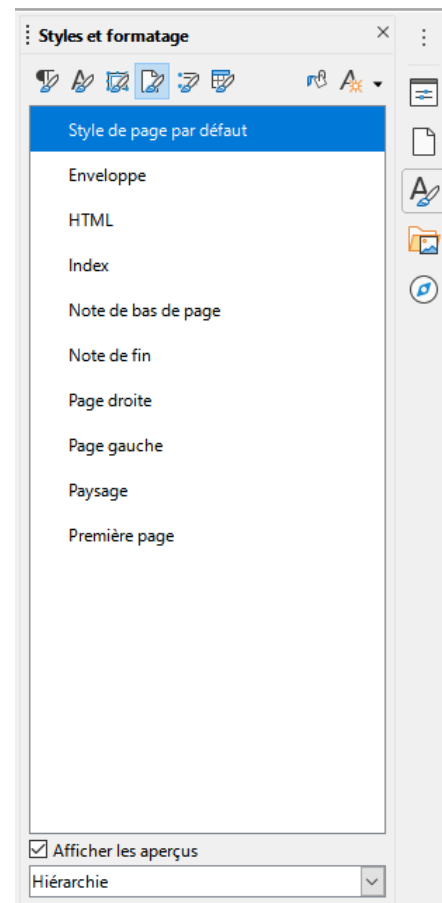 Styles et formatage
Style de page par défaut
Enveloppe
HTML
Index
Note de bas de page
Note de fin
Page droite
Page gauche
Paysage
Première page
Afficher les aperçus
Hiérarchie